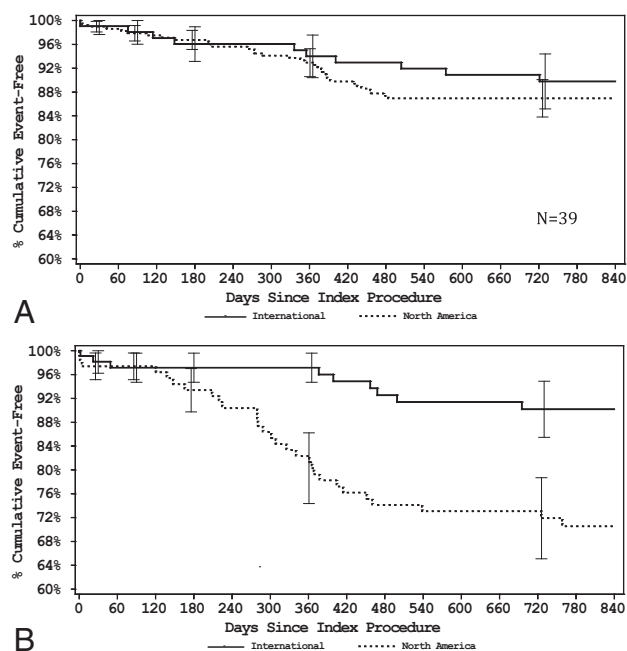 100%
96%
92%
88%
84%
80%
76%
72%
68%
64%
60%
% Cumulative Event-Free
N=39
0 60 120 180 240 300 360 420 480 540 600 660 720 780 840
Days Since Index Procedure
A
International North America
100%
96%
92%
88%
84%
80%
76%
72%
68%
64%
60%
% Cumulative Event-Free
0 60 120 180 240 300 360 420 480 540 600 660 720 780 840
Days Since Index Procedure
B
International North America